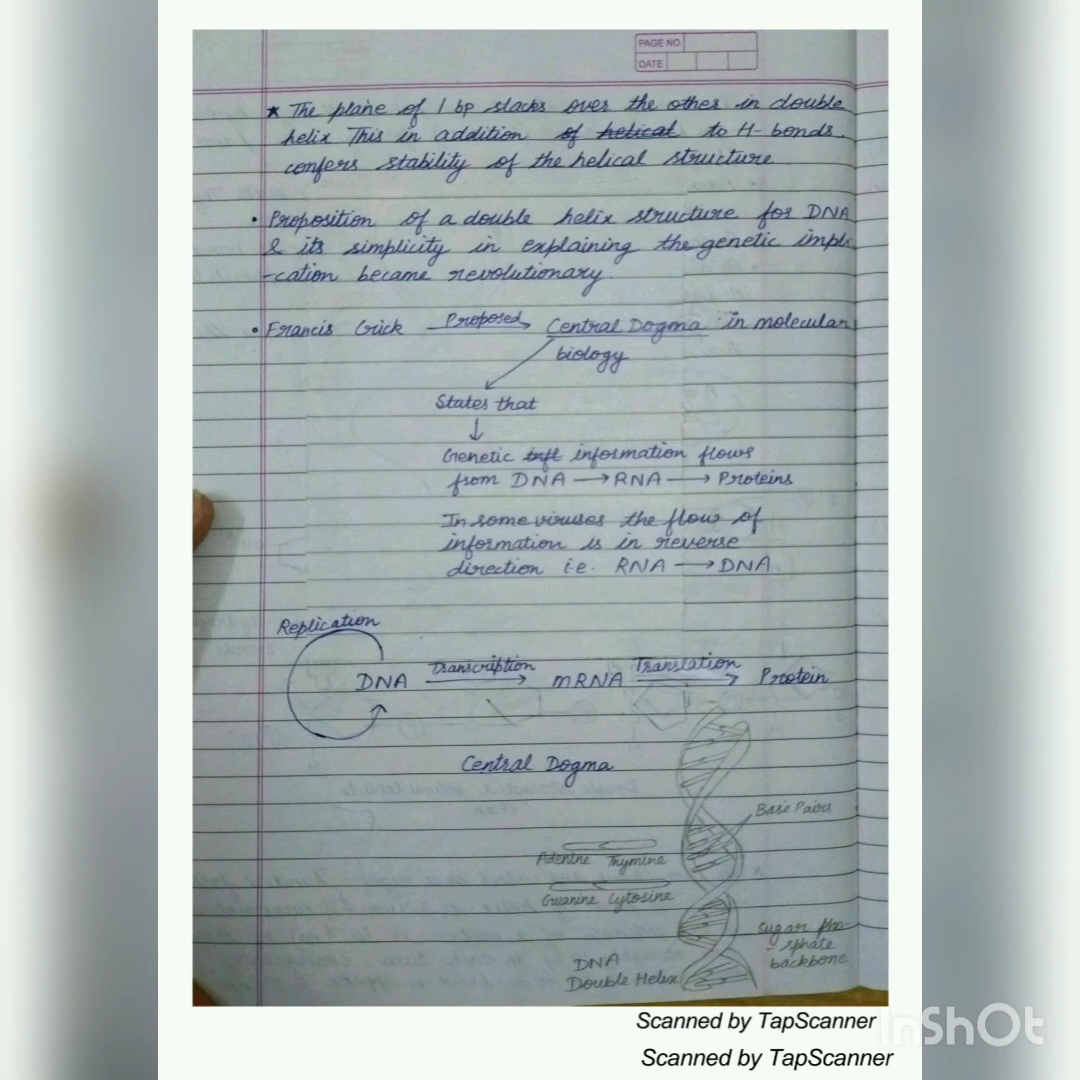 PAGE NO.
DATE
★ The plane of 1 bp stacks over the other in double
helix This in addition of helical to H-bonds
confers stability of the helical structure
• Proposition of a double helix structure for DNA
& its simplicity in explaining the genetic impli
-cation became revolutionary.
• Francis Crick Proposed Central Dogma in molecular
biology
States that
↓
Genetic infr information flows
from DNA → RNA → Proteins
In some viruses the flow of
information is in reverse
direction i.e. RNA → DNA
Replication
DNA Transcription mRNA Translation Protein
Central Dogma
Base Pairs
Adenine Thymine
Guanine Cytosine
Sugar pho-
-sphate
backbone
DNA
Double Helix
Scanned by TapScanner
Scanned by TapScanner
InShOt